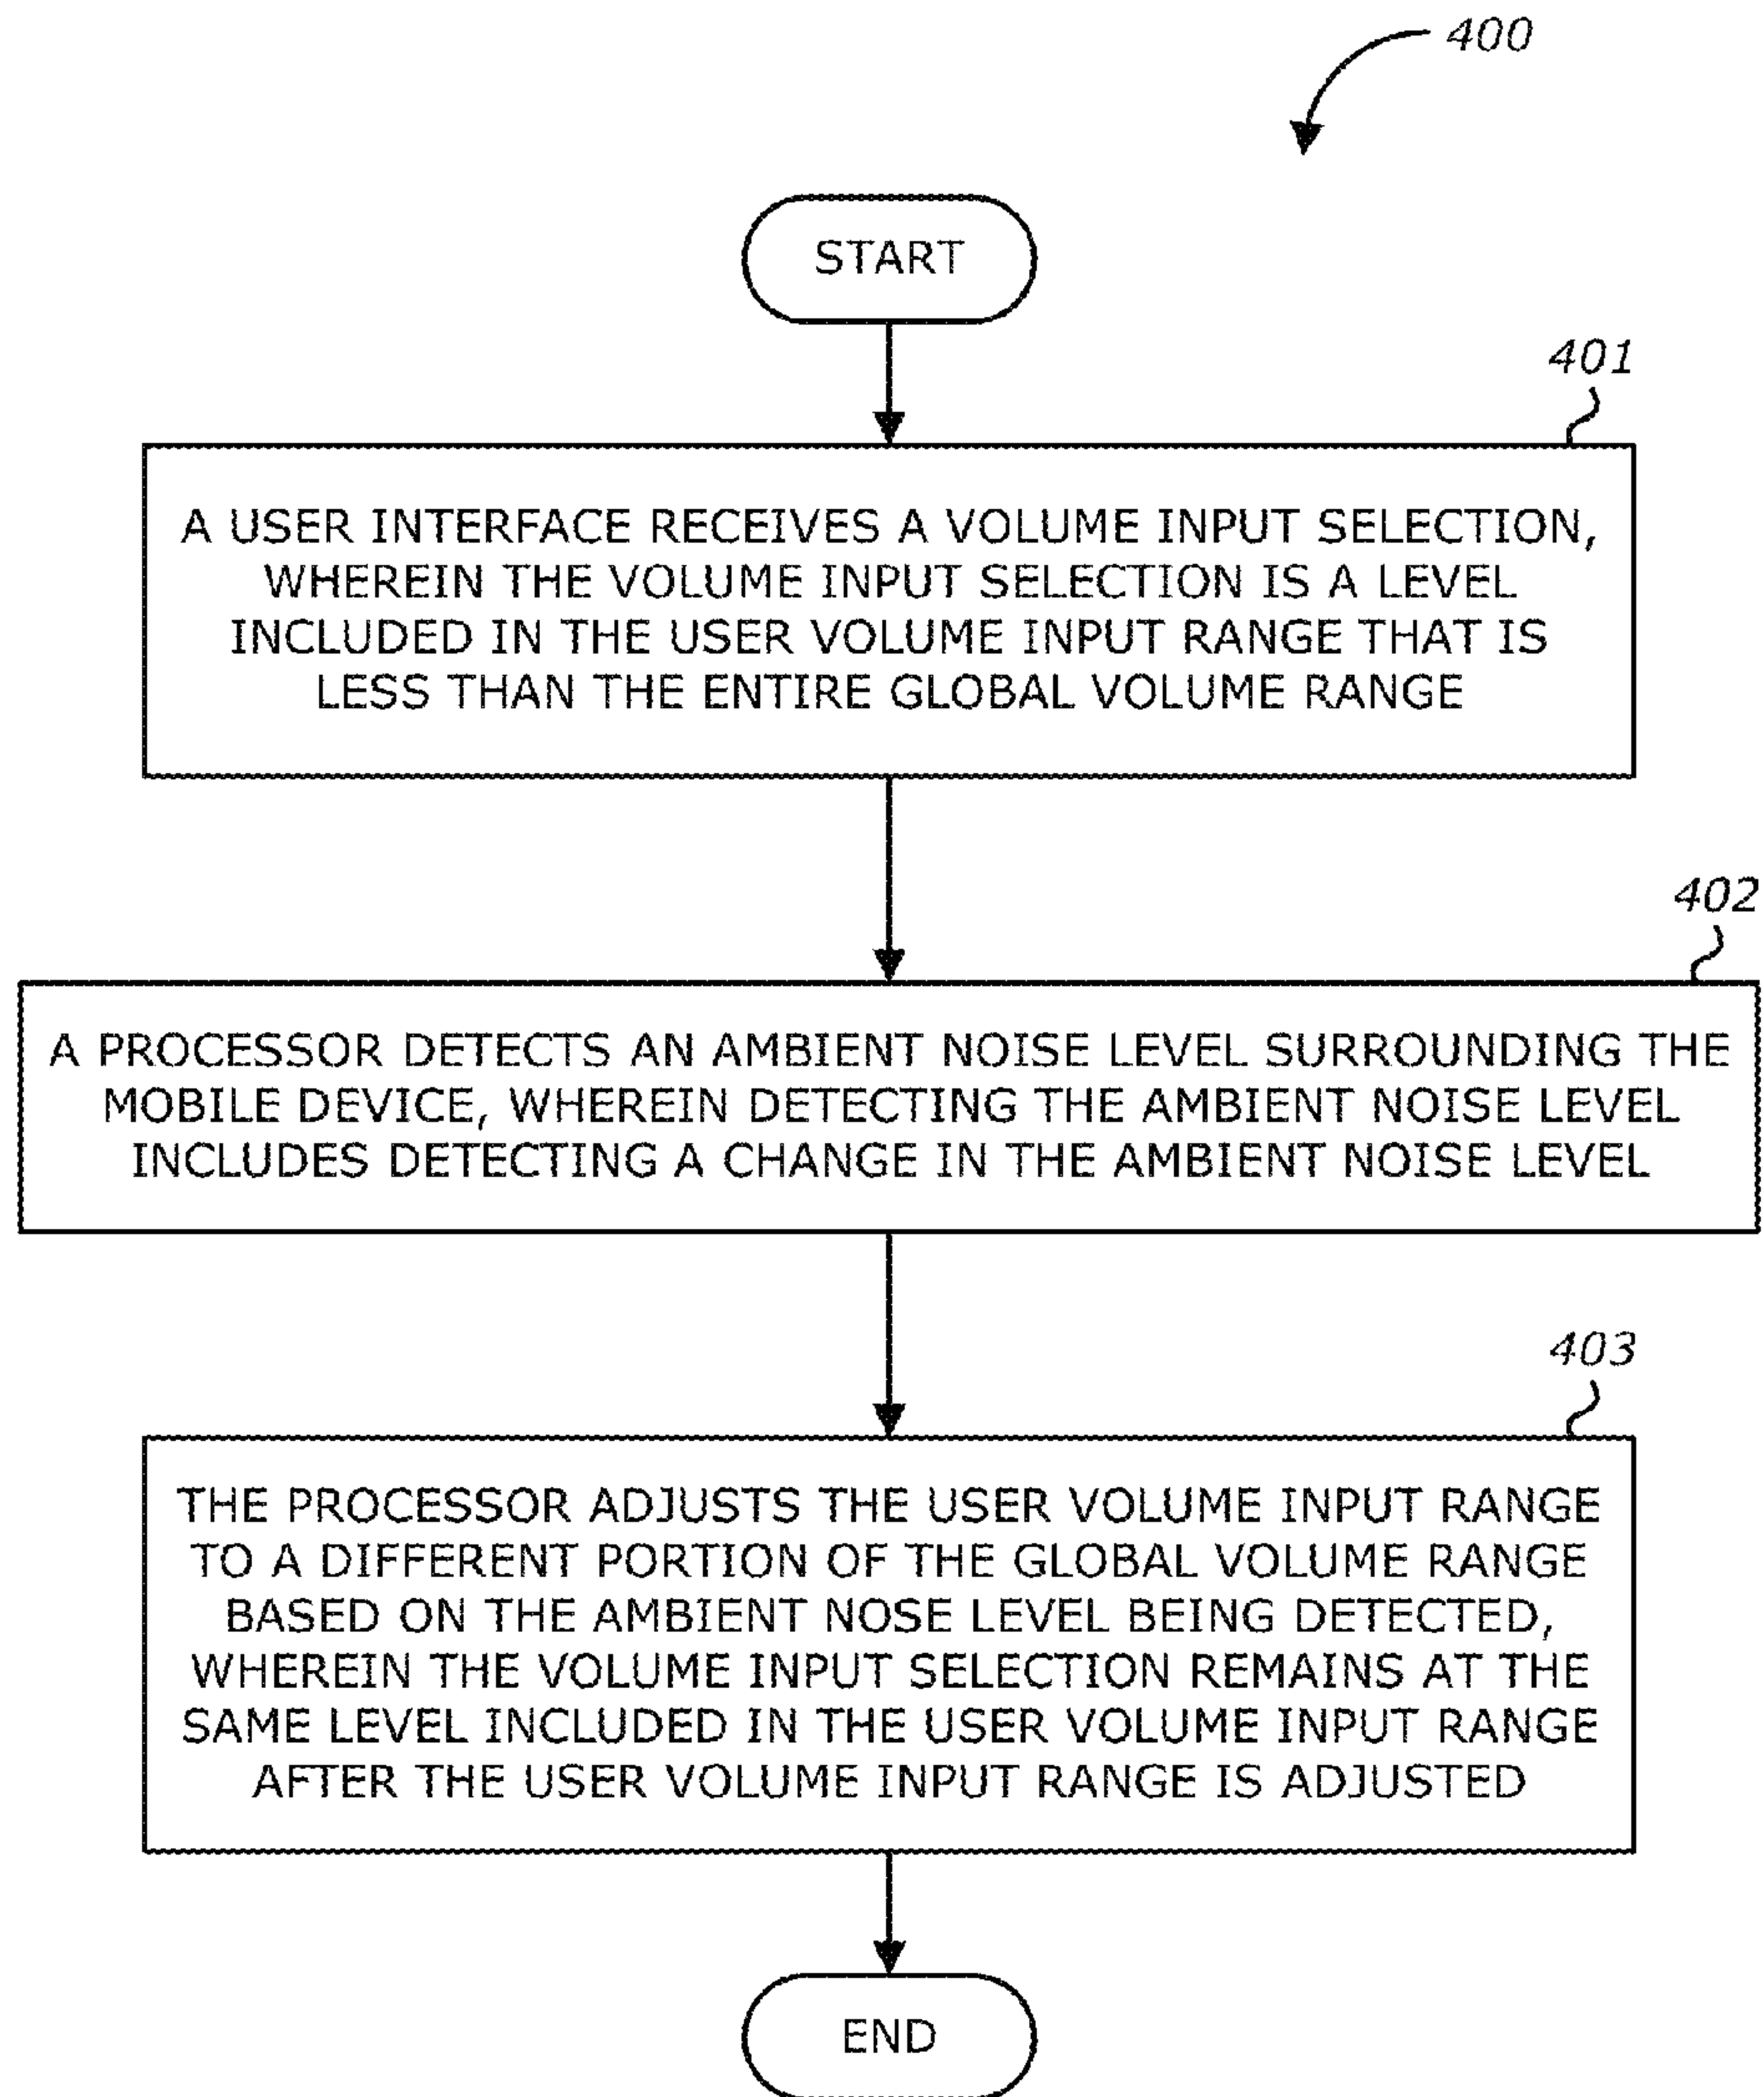 400
START
401
A USER INTERFACE RECEIVES A VOLUME INPUT SELECTION,
WHEREIN THE VOLUME INPUT SELECTION IS A LEVEL
INCLUDED IN THE USER VOLUME INPUT RANGE THAT IS
LESS THAN THE ENTIRE GLOBAL VOLUME RANGE
402
A PROCESSOR DETECTS AN AMBIENT NOISE LEVEL SURROUNDING THE
MOBILE DEVICE, WHEREIN DETECTING THE AMBIENT NOISE LEVEL
INCLUDES DETECTING A CHANGE IN THE AMBIENT NOISE LEVEL
403
THE PROCESSOR ADJUSTS THE USER VOLUME INPUT RANGE
TO A DIFFERENT PORTION OF THE GLOBAL VOLUME RANGE
BASED ON THE AMBIENT NOSE LEVEL BEING DETECTED,
WHEREIN THE VOLUME INPUT SELECTION REMAINS AT THE
SAME LEVEL INCLUDED IN THE USER VOLUME INPUT RANGE
AFTER THE USER VOLUME INPUT RANGE IS ADJUSTED
END